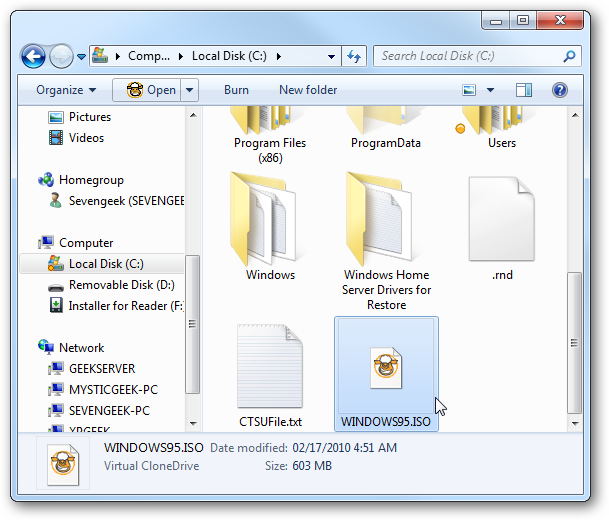 Comp... Local Disk (C:)
Search Local Disk (C:)
Organize Open Burn New folder
Pictures
Videos
Homegroup
Sevengeek (SEVENGEE
Computer
Local Disk (C:)
Removable Disk (D:)
Installer for Reader (F:
Network
GEEKSERVER
MYSTICGEEK-PC
SEVENGEEK-PC
Program Files
(x86)
ProgramData
Users
Windows
Windows Home
Server Drivers for
Restore
.rnd
CTSUFile.txt
WINDOWS95.ISO
WINDOWS95.ISO Date modified: 02/17/2010 4:51 AM
Virtual CloneDrive Size: 603 MB